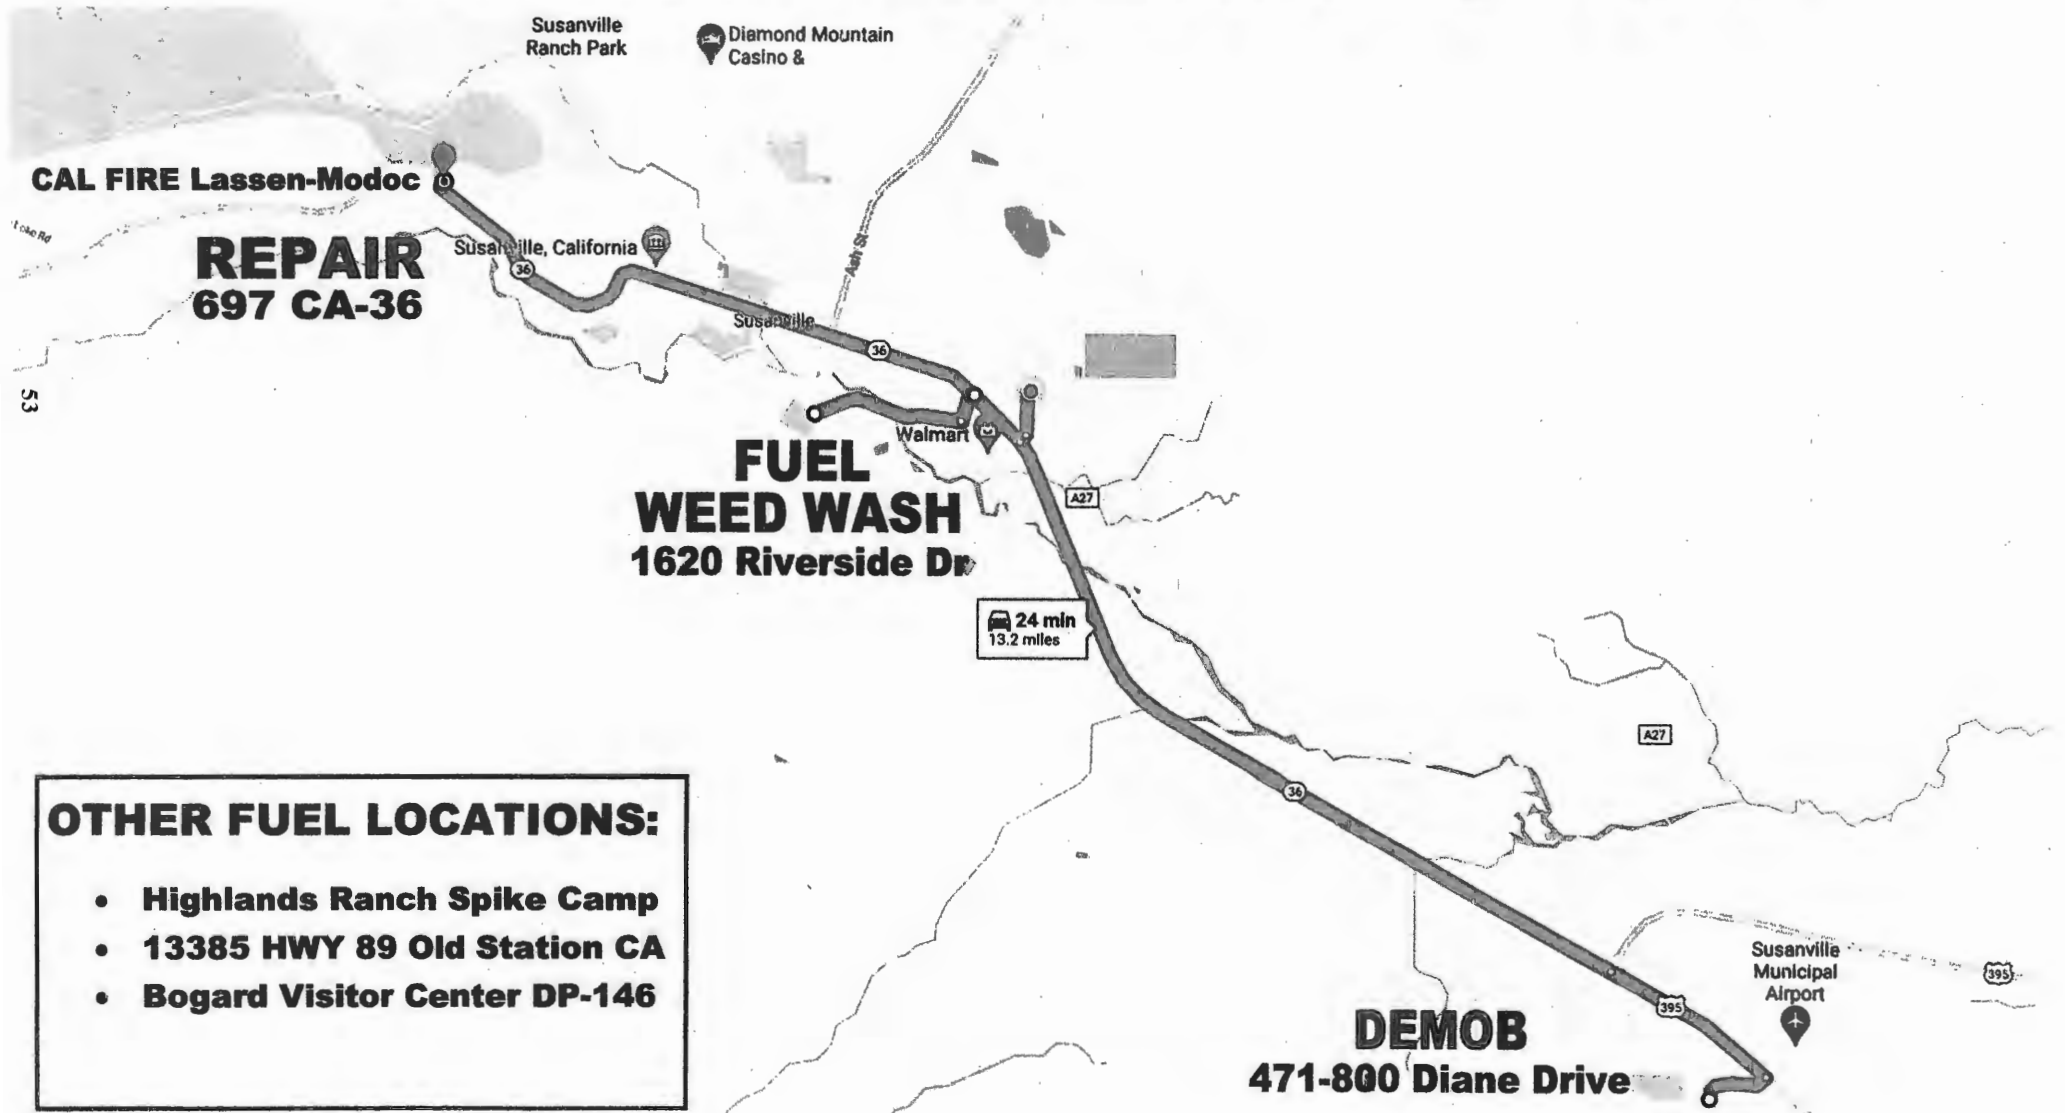 Susanville
Ranch Park
Diamond Mountain
Casino &
CAL FIRE Lassen-Modoc
REPAIR
697 CA-36
Susanville, California
36
Ash St
Susanville
36
53
Walmart
FUEL
WEED WASH
1620 Riverside Dr
A27
24 min
13.2 miles
A27
36
OTHER FUEL LOCATIONS:
• Highlands Ranch Spike Camp
• 13385 HWY 89 Old Station CA
• Bogard Visitor Center DP-146
Susanville
Municipal
Airport
395
395
DEMOB
471-800 Diane Drive